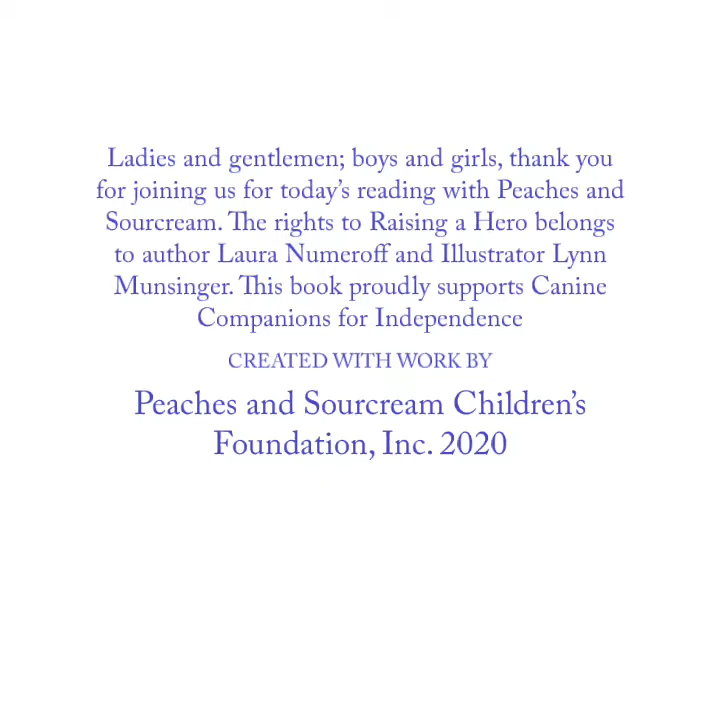 Ladies and gentlemen; boys and girls, thank you
for joining us for today's reading with Peaches and
Sourcream. The rights to Raising a Hero belongs
to author Laura Numeroff and Illustrator Lynn
Munsinger. This book proudly supports Canine
Companions for Independence
CREATED WITH WORK BY
Peaches and Sourcream Children's
Foundation, Inc. 2020